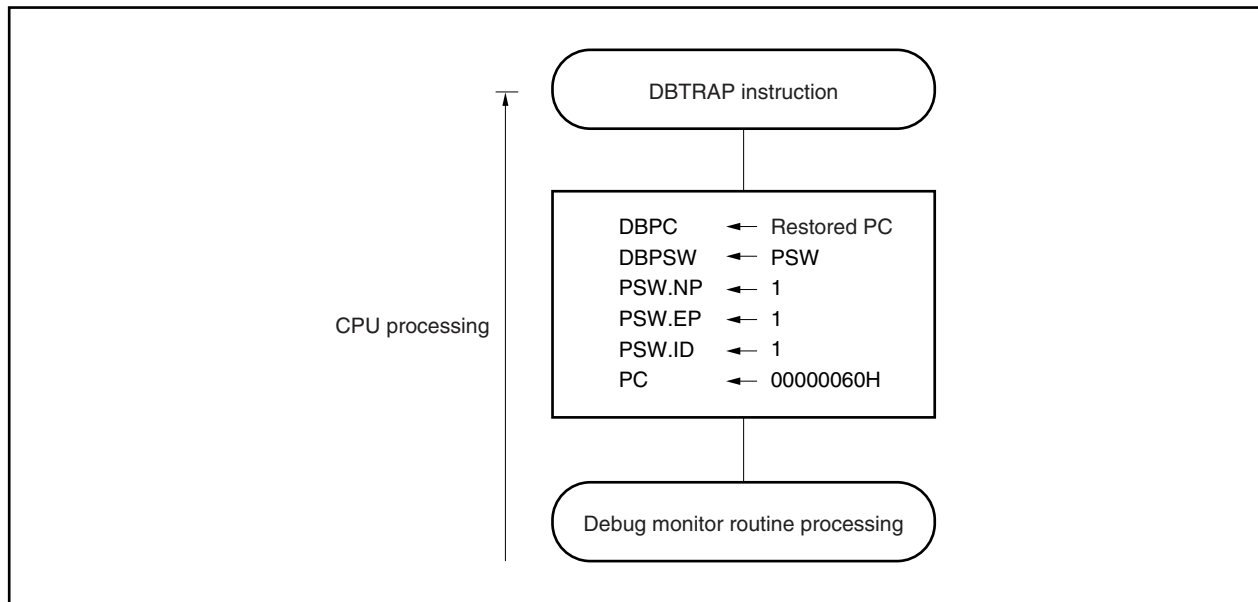 DBTRAP instruction
DBPC ← Restored PC
DBPSW ← PSW
PSW.NP ← 1
PSW.EP ← 1
PSW.ID ← 1
PC ← 00000060H
CPU processing
Debug monitor routine processing